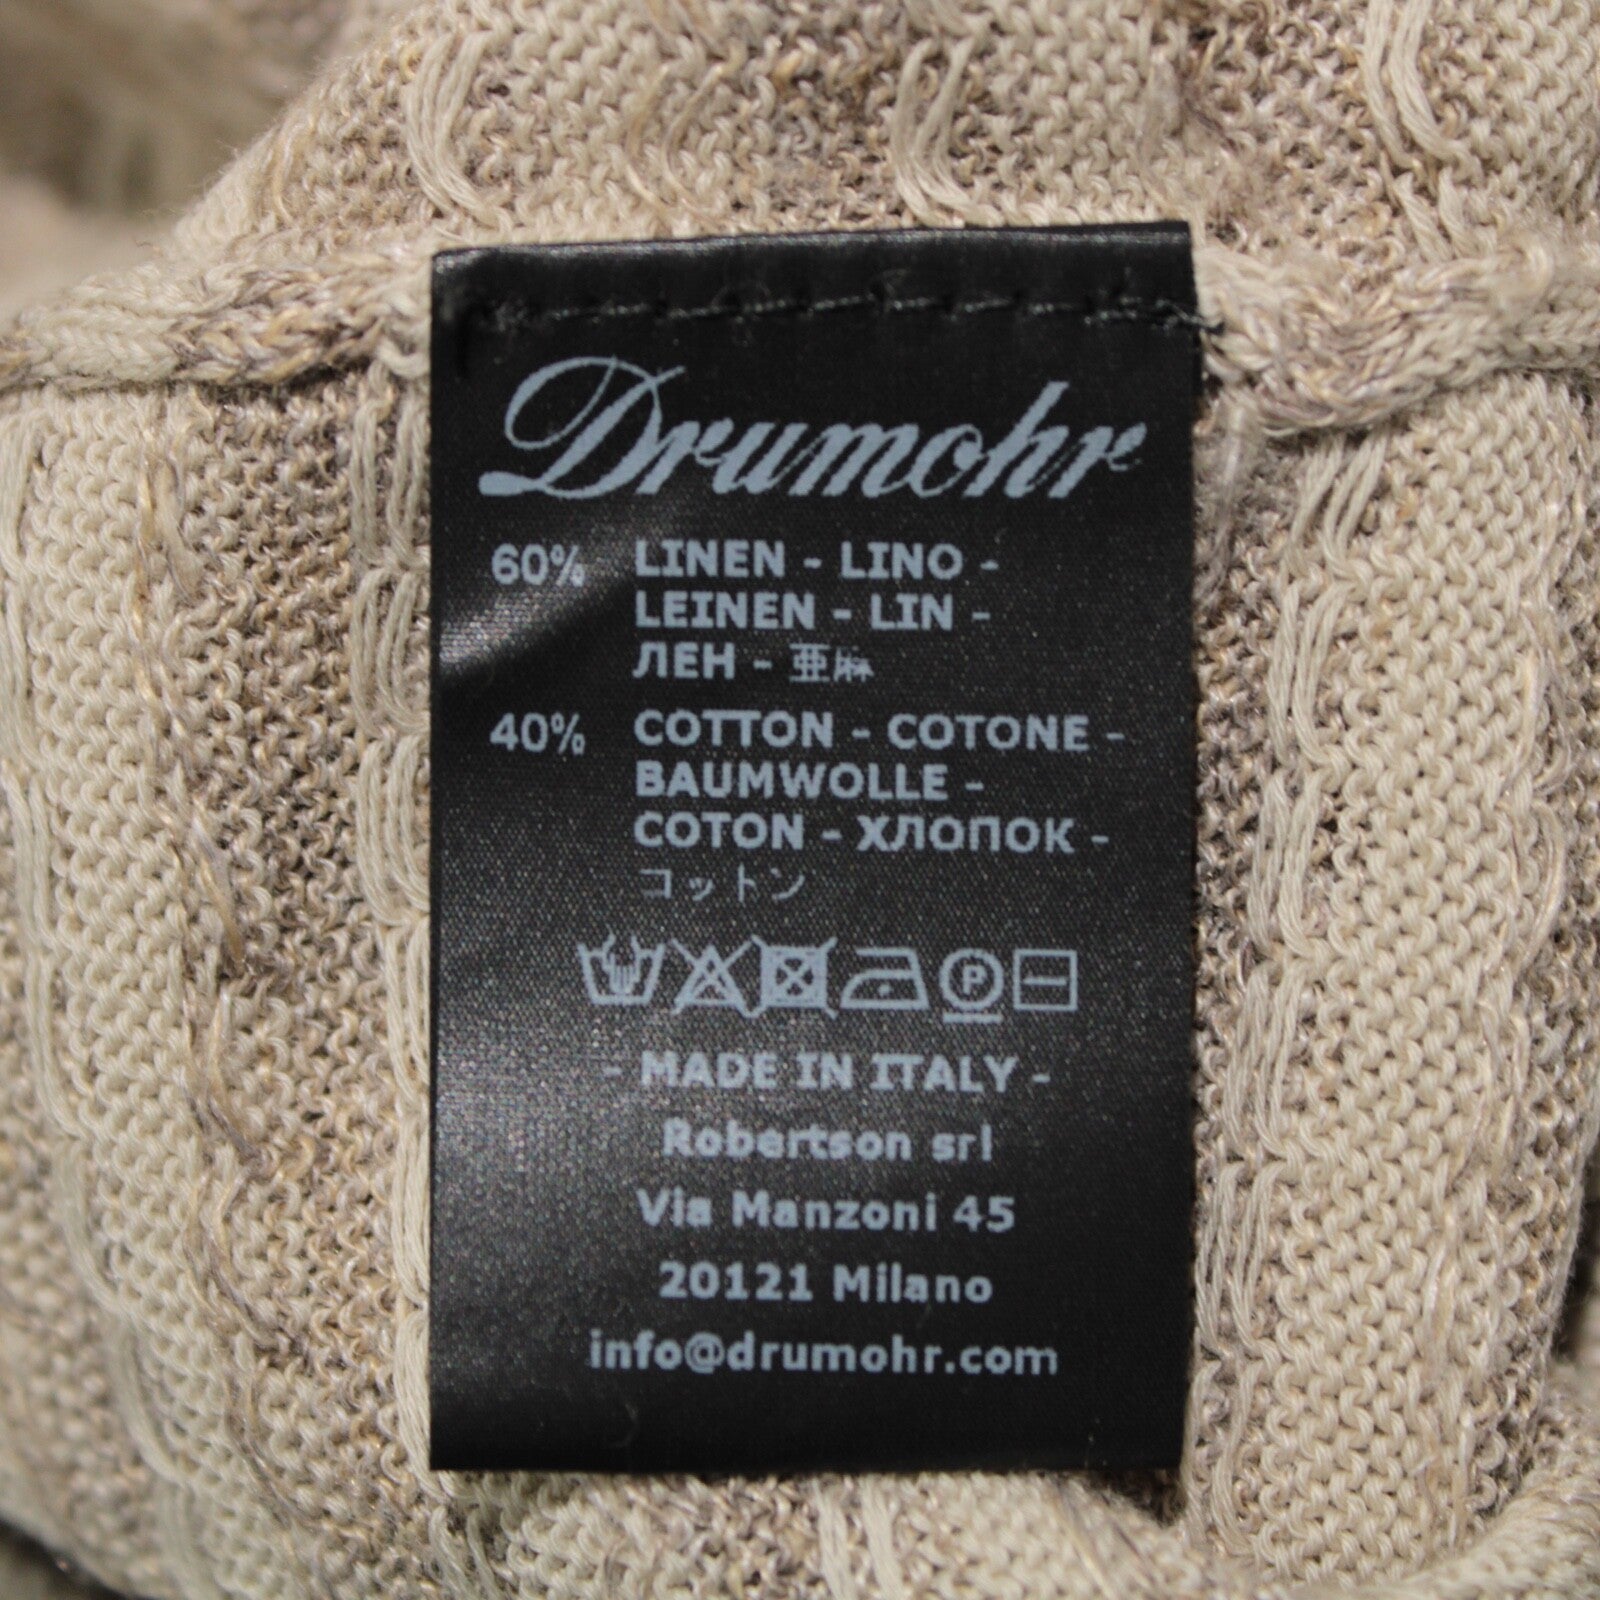 Drumohr
60% LINEN - LINO -
LEINEN - LIN -
ЛЕН - 亜麻
40% COTTON - COTONE -
BAUMWOLLE -
COTON - ХЛОПОК -
コットン
P
- MADE IN ITALY -
Robertson srl
Via Manzoni 45
20121 Milano
info@drumohr.com